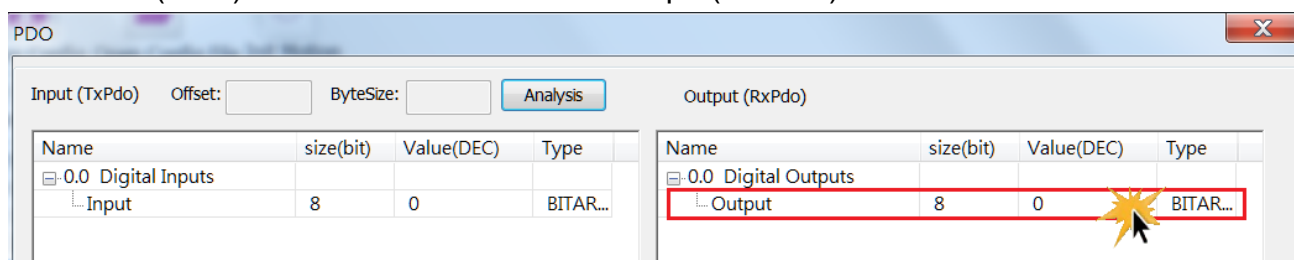 PDO
X
Input (TxPdo) Offset: ByteSize: Analysis Output (RxPdo)
Name size(bit) Value(DEC) Type Name size(bit) Value(DEC) Type
0.0 Digital Inputs 0.0 Digital Outputs
Input 8 0 BITAR... Output 8 0 BITAR...